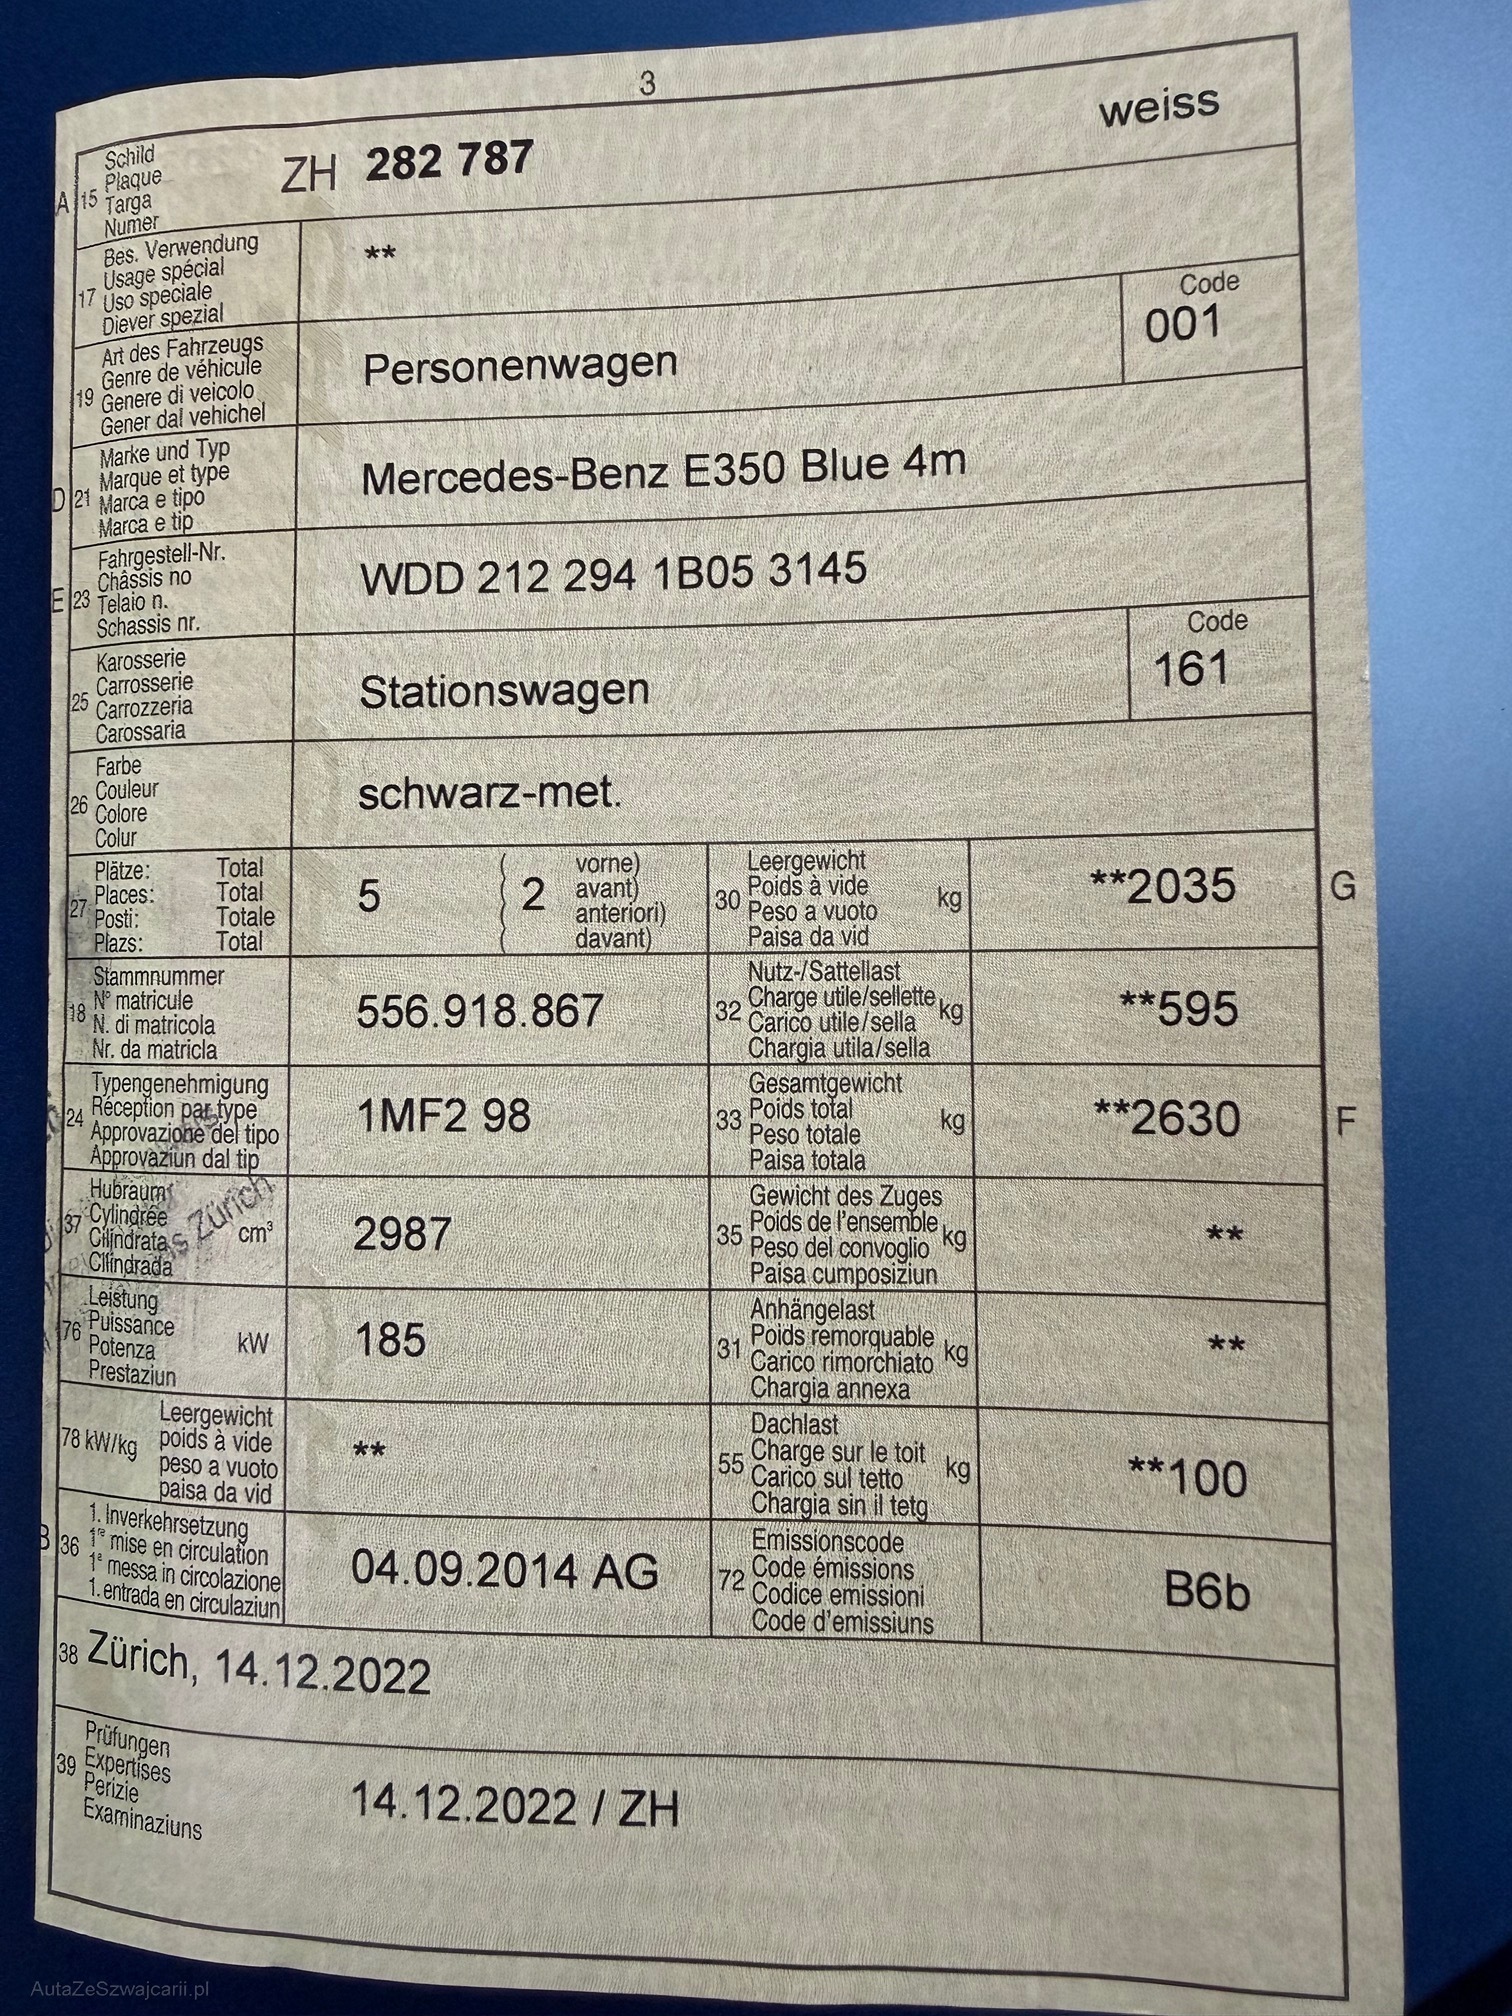 3
weiss
A 15 Schild
Plaque
Targa
Numer
ZH 282 787
17 Bes. Verwendung
Usage spécial
Uso speciale
Diever spezial
**
19 Art des Fahrzeugs
Genre de véhicule
Genere di veicolo
Gener dal vehichel
Personenwagen
Code
001
D 21 Marke und Typ
Marque et type
Marca e tipo
Marca e tip
Mercedes-Benz E350 Blue 4m
E 23 Fahrgestell-Nr.
Châssis no
Telaio n.
Schassis nr.
WDD 212 294 1B05 3145
25 Karosserie
Carrosserie
Carrozzeria
Carossaria
Stationswagen
Code
161
26 Farbe
Couleur
Colore
Colur
schwarz-met.
27 Plätze: Total
Places: Total
Posti: Totale
Plazs: Total
5 ( 2 vorne)
( avant)
( anteriori)
( davant)
30 Leergewicht
Poids à vide
Peso a vuoto
Paisa da vid
kg
**2035
G
18 Stammnummer
N° matricule
N. di matricola
Nr. da matricla
556.918.867
32 Nutz-/Sattellast
Charge utile/sellette
Carico utile/sella
Chargia utila/sella
kg
**595
24 Typengenehmigung
Réception par type
Approvazione del tipo
Approvaziun dal tip
1MF2 98
33 Gesamtgewicht
Poids total
Peso totale
Paisa totala
kg
**2630
F
37 Hubraum
Cylindrée
Cilindrata
Cilindrada
cm³
Zürich
2987
35 Gewicht des Zuges
Poids de l'ensemble
Peso del convoglio
Paisa cumposiziun
kg
**
76 Leistung
Puissance
Potenza
Prestaziun
kW
185
31 Anhängelast
Poids remorquable
Carico rimorchiato
Chargia annexa
kg
**
78 kW/kg Leergewicht
poids à vide
peso a vuoto
paisa da vid
**
55 Dachlast
Charge sur le toit
Carico sul tetto
Chargia sin il tetg
kg
**100
B 36 1. Inverkehrsetzung
1re mise en circulation
1a messa in circolazione
1. entrada en circulaziun
04.09.2014 AG
72 Emissionscode
Code émissions
Codice emissioni
Code d'emissiuns
B6b
38 Zürich, 14.12.2022
39 Prüfungen
Expertises
Perizie
Examinaziuns
14.12.2022 / ZH
AutaZeSzwajcarii.pl